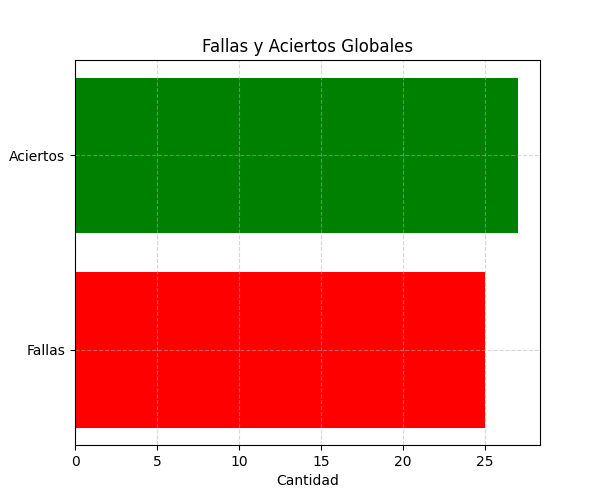 Fallas y Aciertos Globales
Aciertos
Fallas
0 5 10 15 20 25
Cantidad